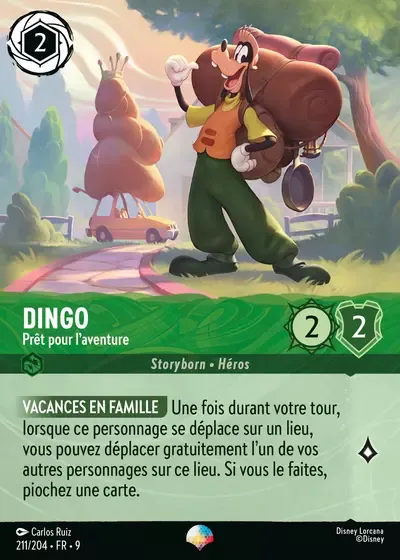 2
DINGO
Prêt pour l'aventure
2 2
Storyborn • Héros
VACANCES EN FAMILLE Une fois durant votre tour,
lorsque ce personnage se déplace sur un lieu,
vous pouvez déplacer gratuitement l'un de vos
autres personnages sur ce lieu. Si vous le faites,
piochez une carte.
Carlos Ruiz
211/204 • FR • 9
Disney Lorcana
©Disney